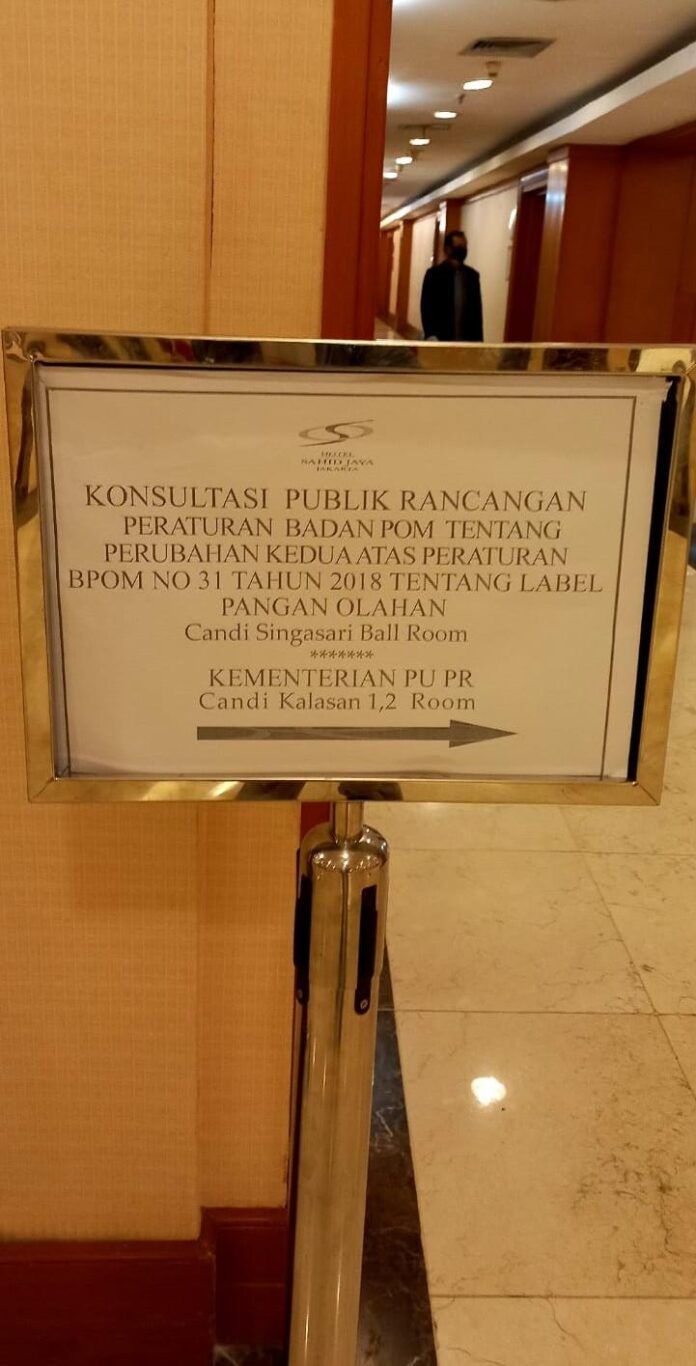 HOTEL
SAHID JAYA
JAKARTA
KONSULTASI PUBLIK RANCANGAN
PERATURAN BADAN POM TENTANG
PERUBAHAN KEDUA ATAS PERATURAN
BPOM NO 31 TAHUN 2018 TENTANG LABEL
PANGAN OLAHAN
Candi Singasari Ball Room
*******
KEMENTERIAN PU PR
Candi Kalasan 1,2 Room